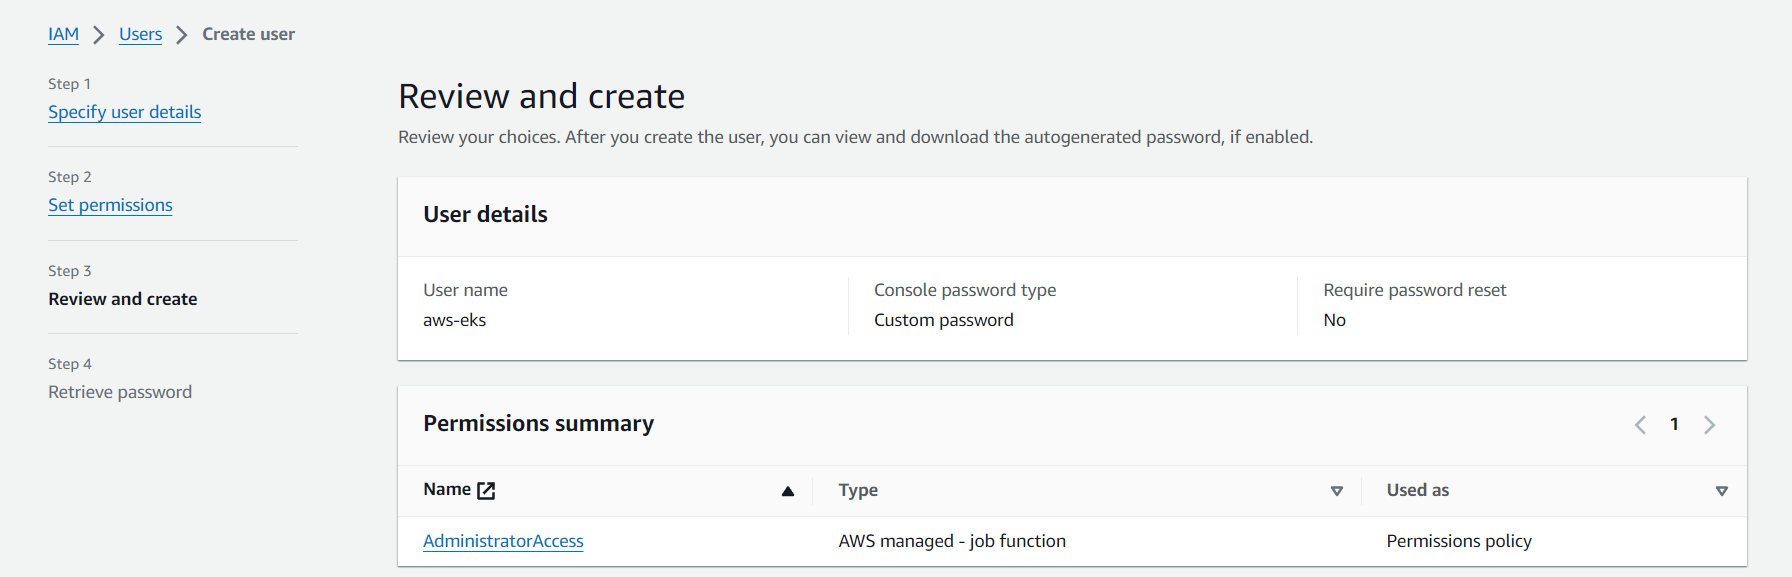 IAM > Users > Create user
Step 1
Specify user details
Step 2
Set permissions
Step 3
Review and create
Step 4
Retrieve password
Review and create
Review your choices. After you create the user, you can view and download the autogenerated password, if enabled.
User details
User name
aws-eks
Console password type
Custom password
Require password reset
No
Permissions summary
1
Name Type Used as
AdministratorAccess AWS managed - job function Permissions policy